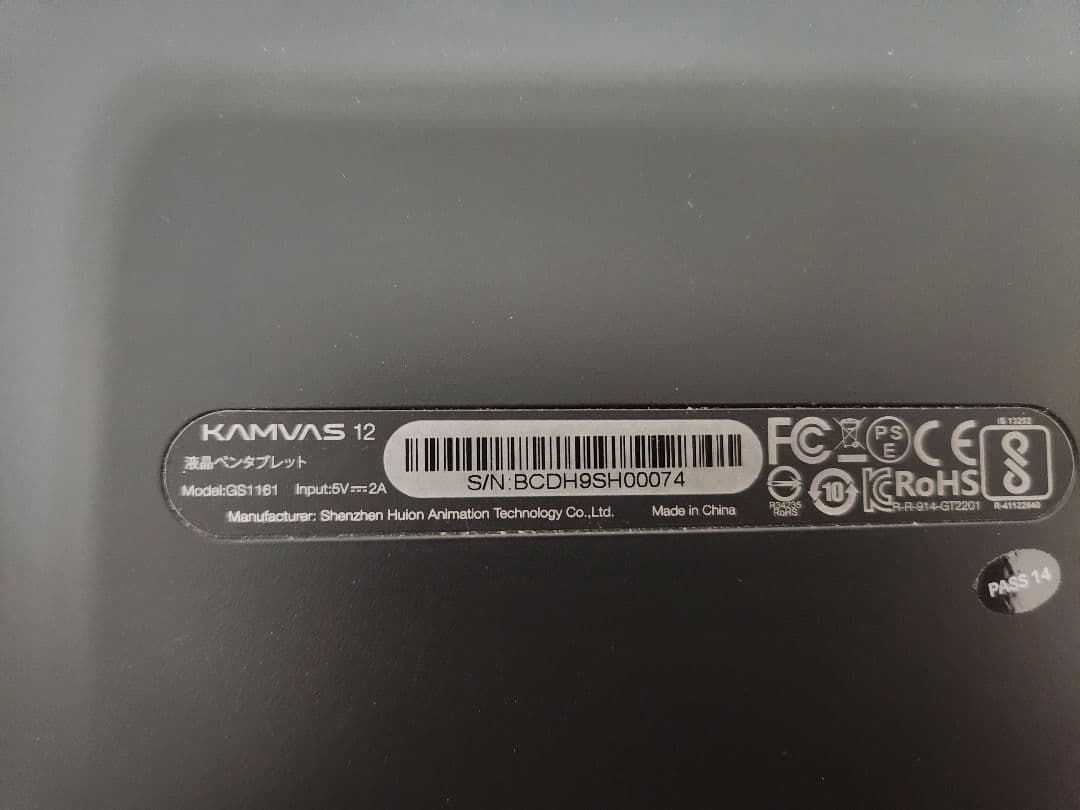 KAMVAS 12
液晶ペンタブレット
Model:GS1161 Input:5V⎓2A
S/N:BCDH9SH00074
Manufacturer: Shenzhen Huion Animation Technology Co.,Ltd.
Made in China
FC
PS
E
CE
R34235
RoHS
10
RoHS
R-R-914-GT2201
IS 13252
R-41122840
PASS 14